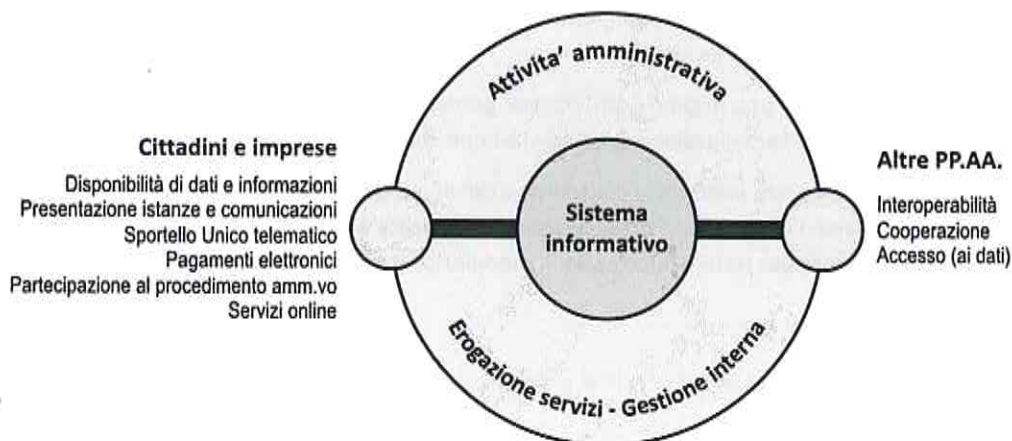 Attivita' amministrativa
Cittadini e imprese
Disponibilità di dati e informazioni
Presentazione istanze e comunicazioni
Sportello Unico telematico
Pagamenti elettronici
Partecipazione al procedimento amm.vo
Servizi online
Sistema
informativo
Altre PP.AA.
Interoperabilità
Cooperazione
Accesso (ai dati)
Erogazione servizi - Gestione interna